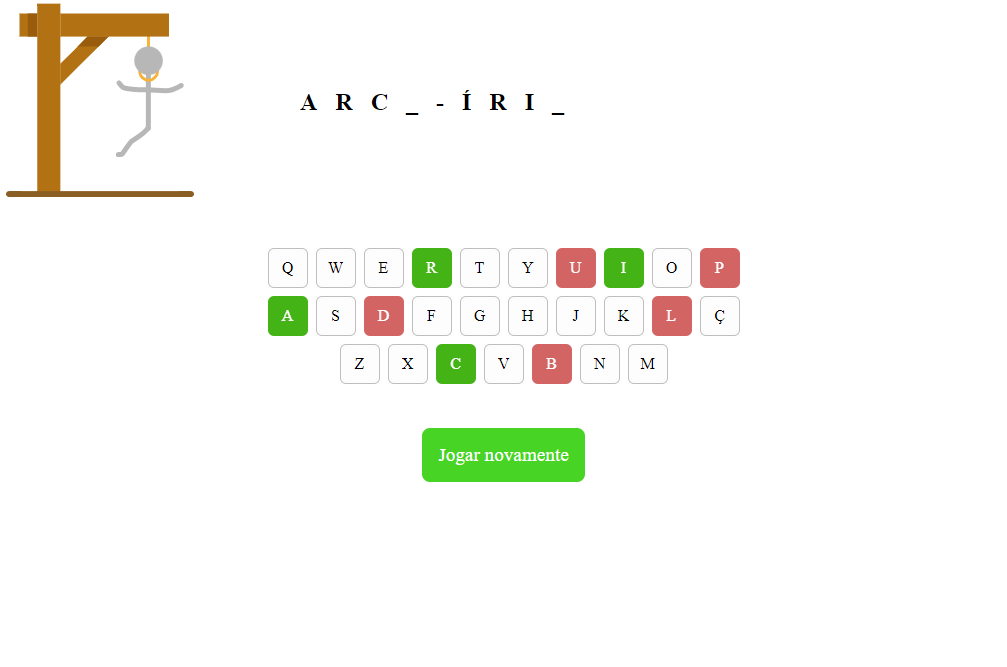 A R C _ - Í R I _
Q W E R T Y U I O P
A S D F G H J K L Ç
Z X C V B N M
Jogar novamente